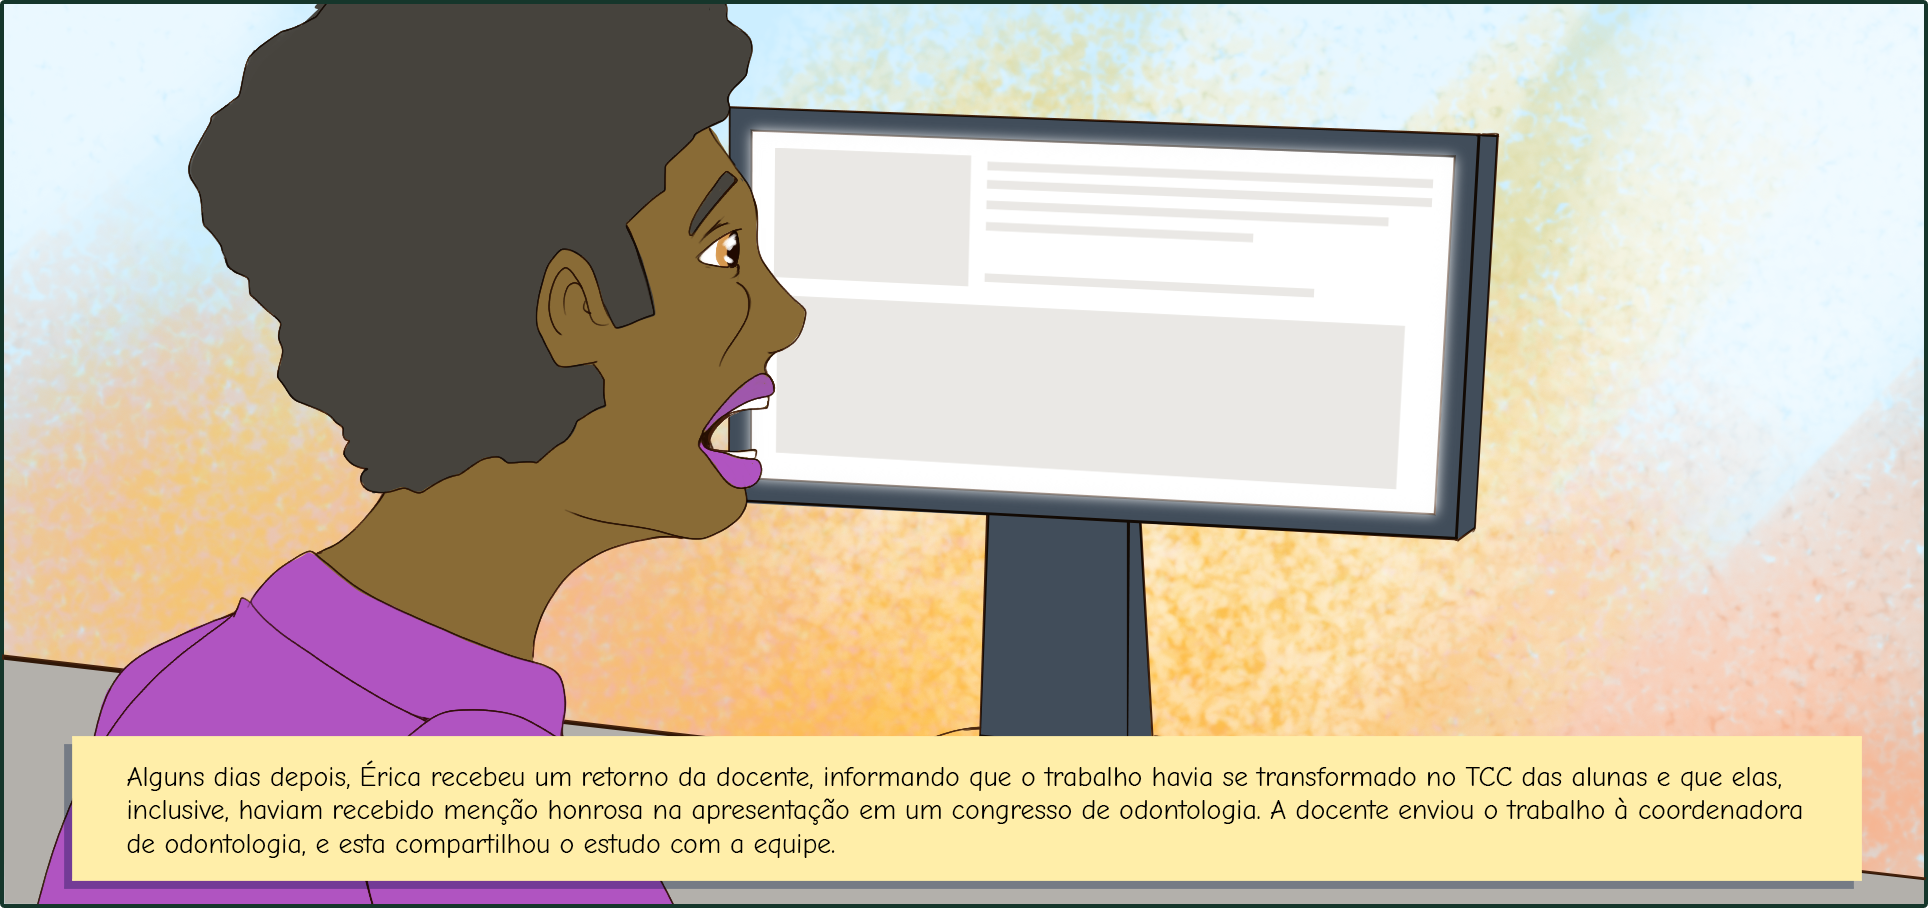 Alguns dias depois, Érica recebeu um retorno da docente, informando que o trabalho havia se transformado no TCC das alunas e que elas,
inclusive, haviam recebido menção honrosa na apresentação em um congresso de odontologia. A docente enviou o trabalho à coordenadora
de odontologia, e esta compartilhou o estudo com a equipe.